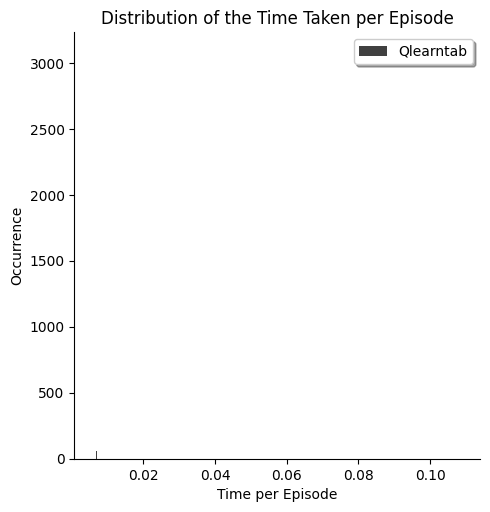 Distribution of the Time Taken per Episode
Qlearntab
3000
2500
2000
1500
1000
500
0
Occurrence
0.02 0.04 0.06 0.08 0.10
Time per Episode